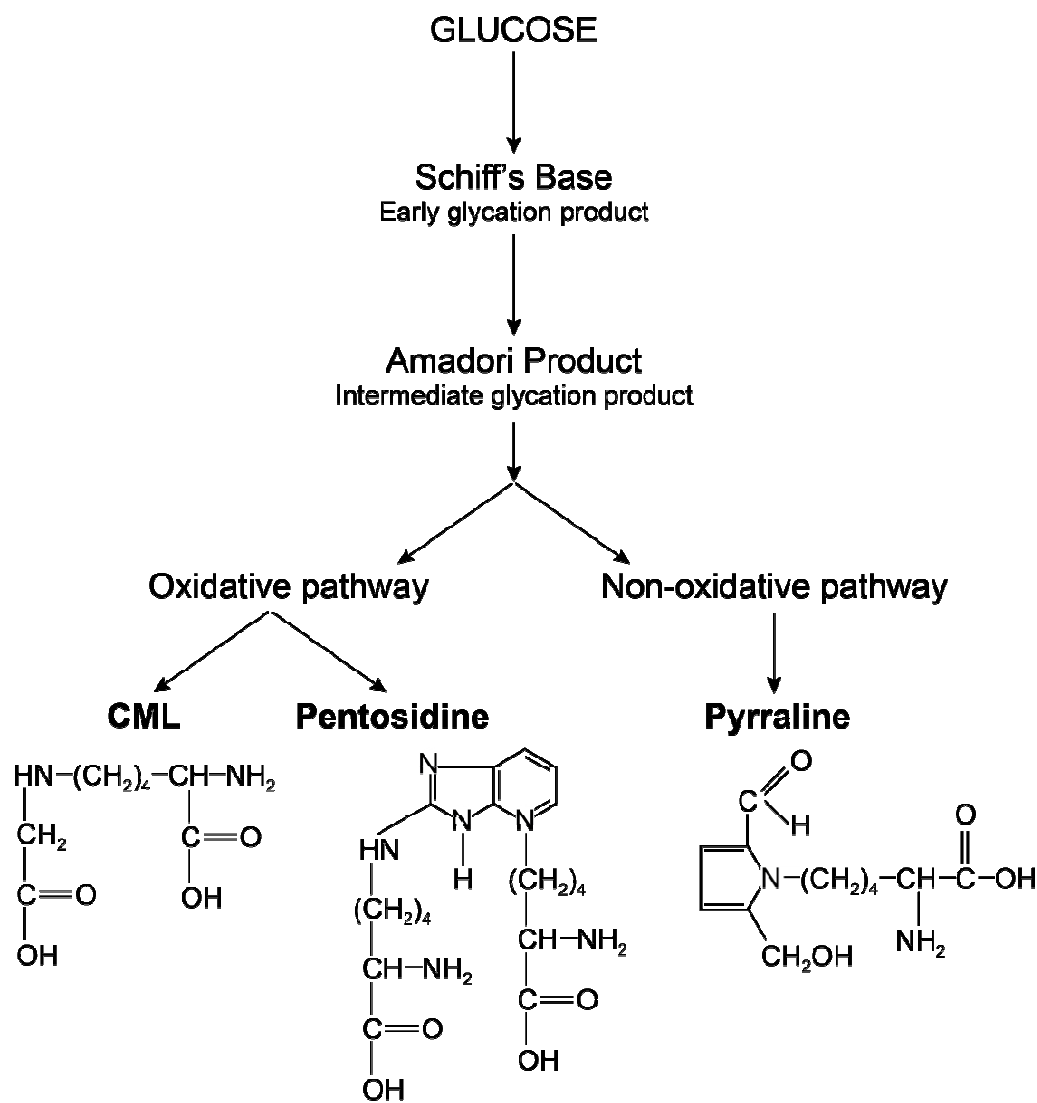 GLUCOSE
Schiff's Base
Early glycation product
Amadori Product
Intermediate glycation product
Oxidative pathway
Non-oxidative pathway
CML
Pentosidine
Pyrraline
HN–(CH₂)₄–CH–NH₂
CH₂
C=O
OH
C=O
OH
N
N
N
HN
H
(CH₂)₄
(CH₂)₄
CH–NH₂
CH–NH₂
C=O
C=O
OH
OH
O
C
H
O
N–(CH₂)₄–CH–C–OH
NH₂
CH₂OH